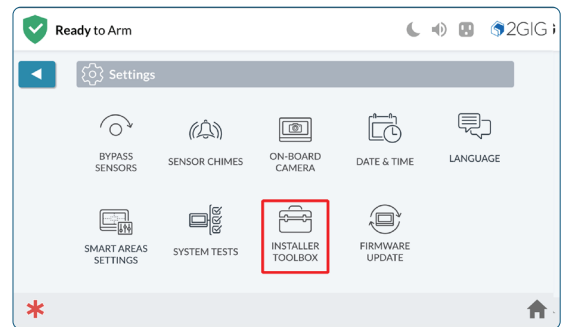 Ready to Arm
2GIG
Settings
BYPASS
SENSORS
SENSOR CHIMES
ON-BOARD
CAMERA
DATE & TIME
LANGUAGE
SMART AREAS
SETTINGS
SYSTEM TESTS
INSTALLER
TOOLBOX
FIRMWARE
UPDATE